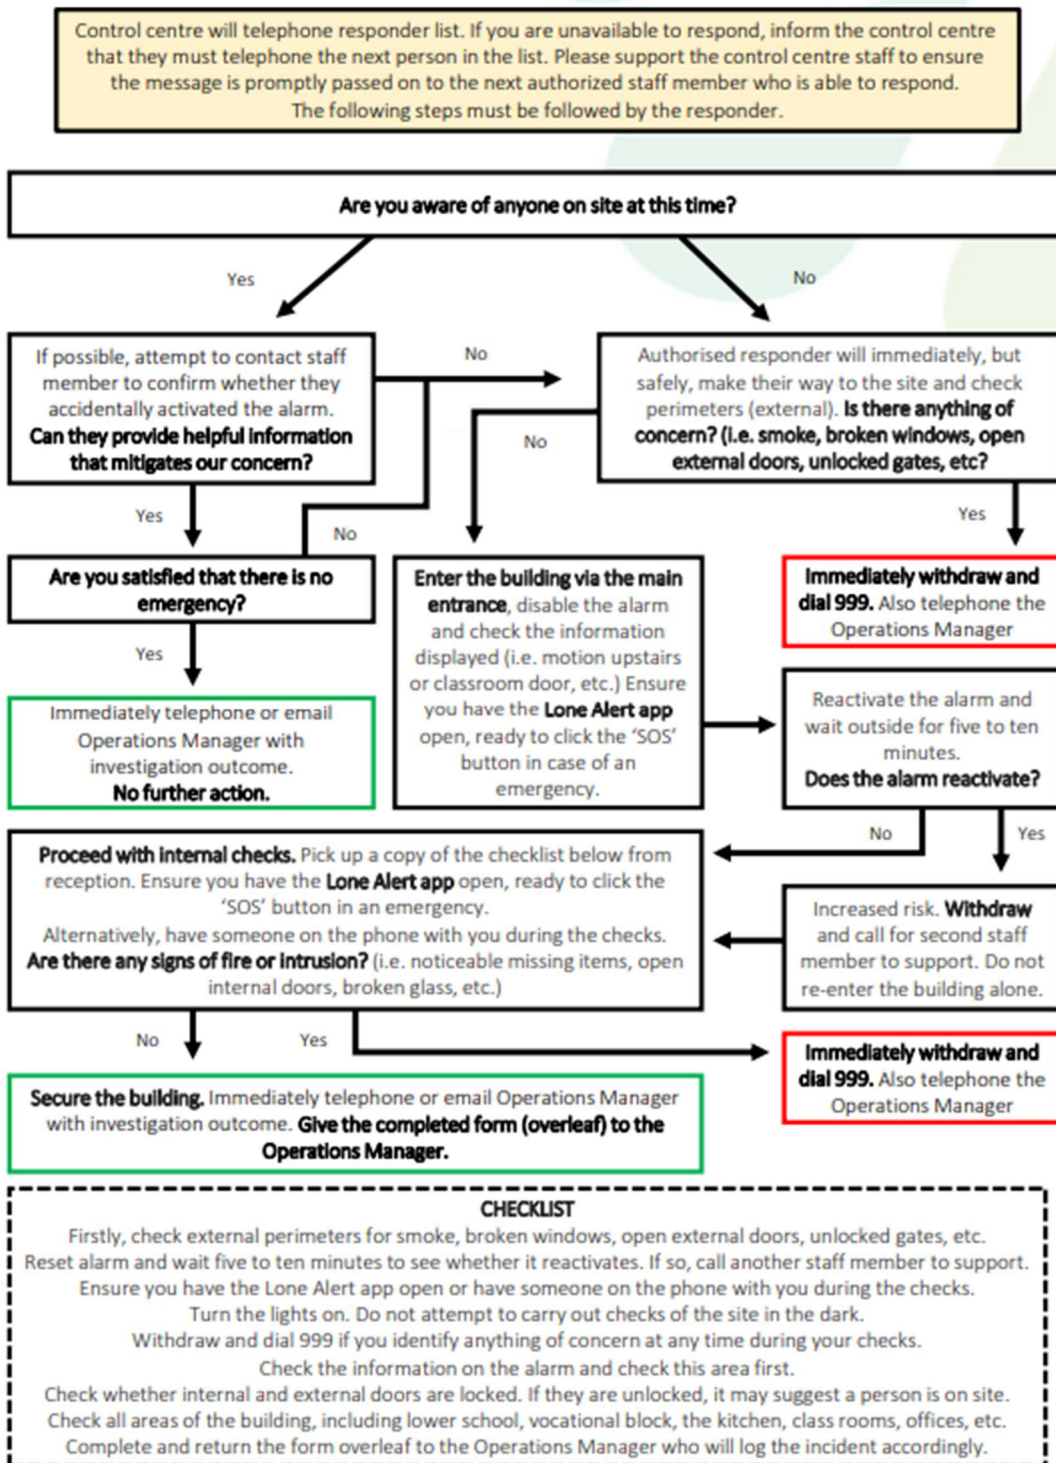 Control centre will telephone responder list. If you are unavailable to respond, inform the control centre
that they must telephone the next person in the list. Please support the control centre staff to ensure
the message is promptly passed on to the next authorized staff member who is able to respond.
The following steps must be followed by the responder.
Are you aware of anyone on site at this time?
Yes
No
If possible, attempt to contact staff
member to confirm whether they
accidentally activated the alarm.
Can they provide helpful information
that mitigates our concern?
No
Authorised responder will immediately, but
safely, make their way to the site and check
perimeters (external). Is there anything of
concern? (i.e. smoke, broken windows, open
external doors, unlocked gates, etc?
No
Yes
No
Yes
Are you satisfied that there is no
emergency?
Enter the building via the main
entrance, disable the alarm
and check the information
displayed (i.e. motion upstairs
or classroom door, etc.) Ensure
you have the Lone Alert app
open, ready to click the ‘SOS’
button in case of an
emergency.
Immediately withdraw and
dial 999. Also telephone the
Operations Manager
Yes
Immediately telephone or email
Operations Manager with
investigation outcome.
No further action.
Reactivate the alarm and
wait outside for five to ten
minutes.
Does the alarm reactivate?
No
Yes
Proceed with internal checks. Pick up a copy of the checklist below from
reception. Ensure you have the Lone Alert app open, ready to click the
‘SOS’ button in an emergency.
Alternatively, have someone on the phone with you during the checks.
Are there any signs of fire or intrusion? (i.e. noticeable missing items, open
internal doors, broken glass, etc.)
Increased risk. Withdraw
and call for second staff
member to support. Do not
re-enter the building alone.
No
Yes
Immediately withdraw and
dial 999. Also telephone the
Operations Manager
Secure the building. Immediately telephone or email Operations Manager
with investigation outcome. Give the completed form (overleaf) to the
Operations Manager.
CHECKLIST
Firstly, check external perimeters for smoke, broken windows, open external doors, unlocked gates, etc.
Reset alarm and wait five to ten minutes to see whether it reactivates. If so, call another staff member to support.
Ensure you have the Lone Alert app open or have someone on the phone with you during the checks.
Turn the lights on. Do not attempt to carry out checks of the site in the dark.
Withdraw and dial 999 if you identify anything of concern at any time during your checks.
Check the information on the alarm and check this area first.
Check whether internal and external doors are locked. If they are unlocked, it may suggest a person is on site.
Check all areas of the building, including lower school, vocational block, the kitchen, class rooms, offices, etc.
Complete and return the form overleaf to the Operations Manager who will log the incident accordingly.